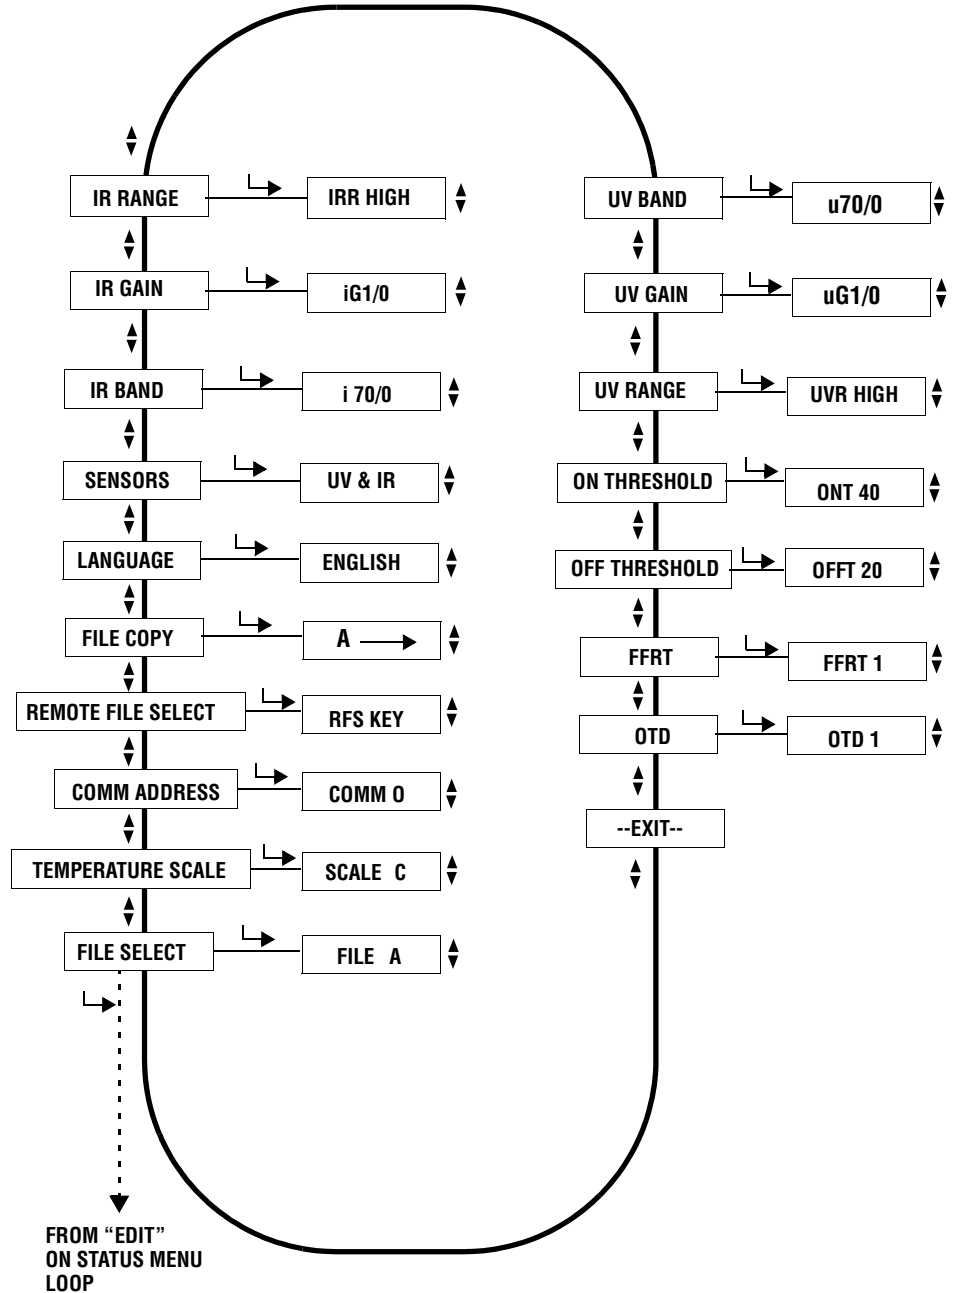 IR RANGE
IRR HIGH
IR GAIN
iG1/0
IR BAND
i 70/0
SENSORS
UV & IR
LANGUAGE
ENGLISH
FILE COPY
A
REMOTE FILE SELECT
RFS KEY
COMM ADDRESS
COMM 0
TEMPERATURE SCALE
SCALE C
FILE SELECT
FILE A
FROM “EDIT”
ON STATUS MENU
LOOP
UV BAND
u70/0
UV GAIN
uG1/0
UV RANGE
UVR HIGH
ON THRESHOLD
ONT 40
OFF THRESHOLD
OFFT 20
FFRT
FFRT 1
OTD
OTD 1
--EXIT--